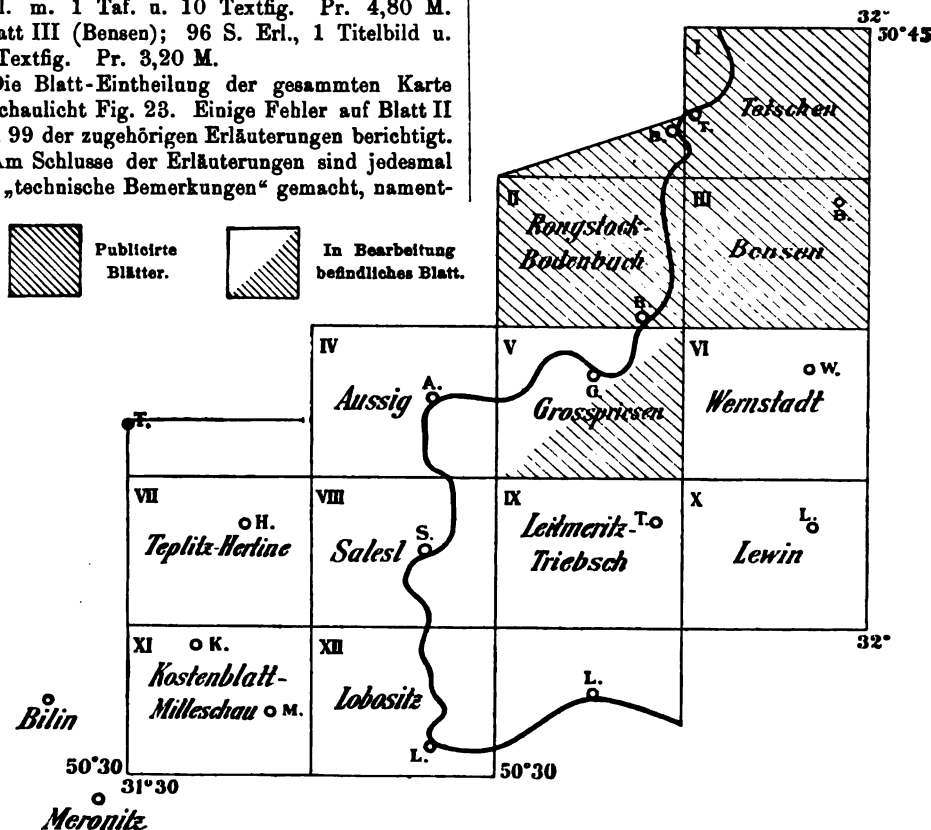 l. m. 1 Taf. u. 10 Textfig. Pr. 4,80 M.
att III (Bensen); 96 S. Erl., 1 Titelbild u.
Textfig. Pr. 3,20 M.
Die Blatt-Eintheilung der gesammten Karte
chaulicht Fig. 23. Einige Fehler auf Blatt II
. 99 der zugehörigen Erläuterungen berichtigt.
Am Schlusse der Erläuterungen sind jedesmal
„technische Bemerkungen“ gemacht, nament-
Publicirte
Blätter.
In Bearbeitung
befindliches Blatt.
32°
50°45
I
Tetschen
B.
T.
II
Rongstock-
Bodenbach
R.
III
B.
Bensen
IV
A.
Aussig
V
G.
Grosspriesen
VI
W.
Wernstadt
T.
VII
H.
Teplitz-Hertine
VIII
S.
Salesl
IX
Leitmeritz- T.
Triebsch
X
L.
Lewin
32°
XI
K.
Kostenblatt-
Milleschau M.
XII
Lobositz
L.
L.
Bilin
50°30
31°30
50°30
Meronitz